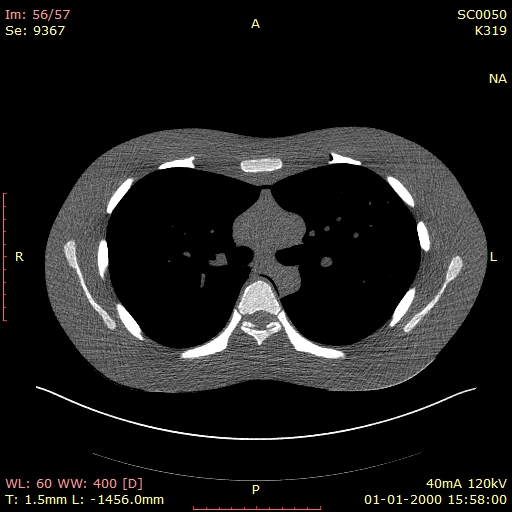 Im: 56/57
Se: 9367
A
SC0050
K319
NA
R
L
WL: 60 WW: 400 [D]
T: 1.5mm L: -1456.0mm
P
40mA 120kV
01-01-2000 15:58:00